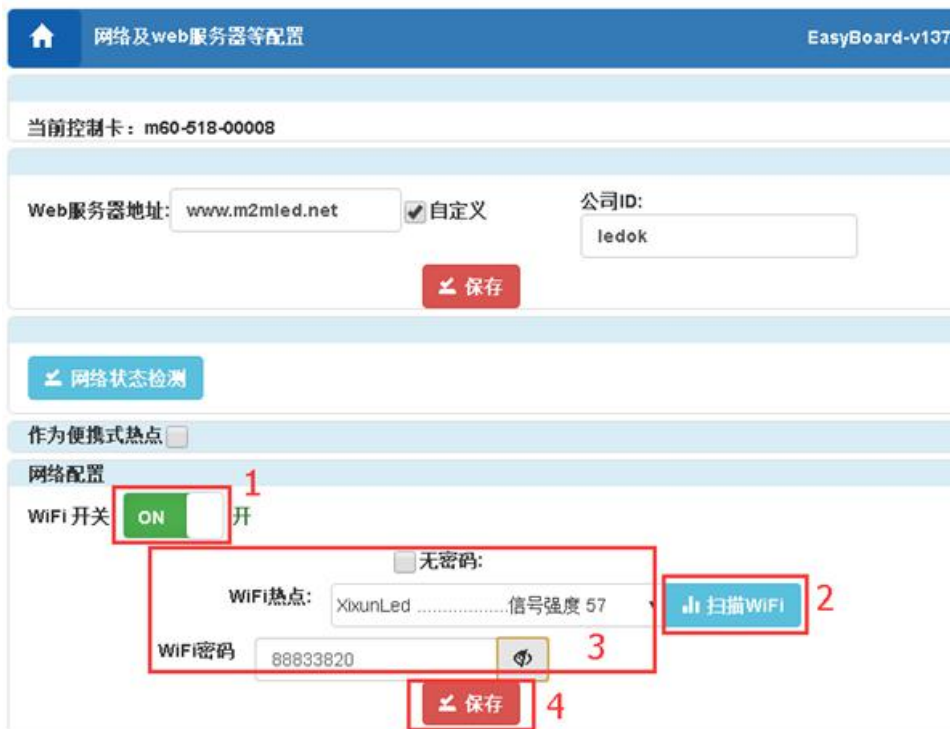 网络及web服务器等配置 EasyBoard-v137
当前控制卡：m60-518-00008
Web服务器地址: www.m2mled.net 自定义 公司ID:
ledok
保存
网络状态检测
作为便携式热点
网络配置
1
WiFi 开关 ON 开
无密码:
WiFi热点: XixunLed ..................信号强度 57 扫描WiFi 2
WiFi密码 88833820 3
保存 4